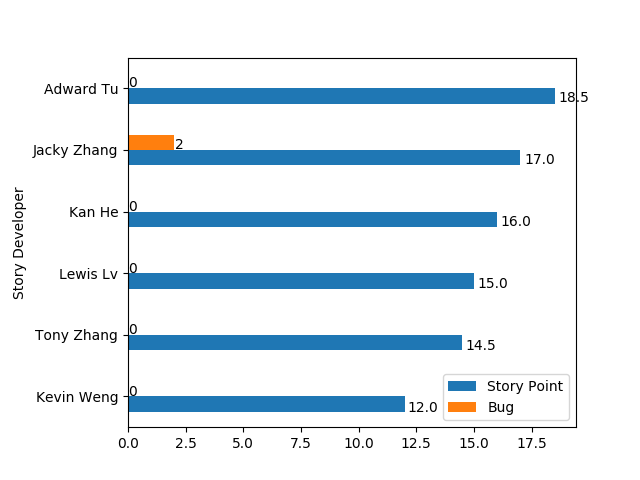 Story Developer
Adward Tu
0
18.5
Jacky Zhang
2
17.0
Kan He
0
16.0
Lewis Lv
0
15.0
Tony Zhang
0
14.5
Kevin Weng
0
12.0
Story Point
Bug
0.0 2.5 5.0 7.5 10.0 12.5 15.0 17.5